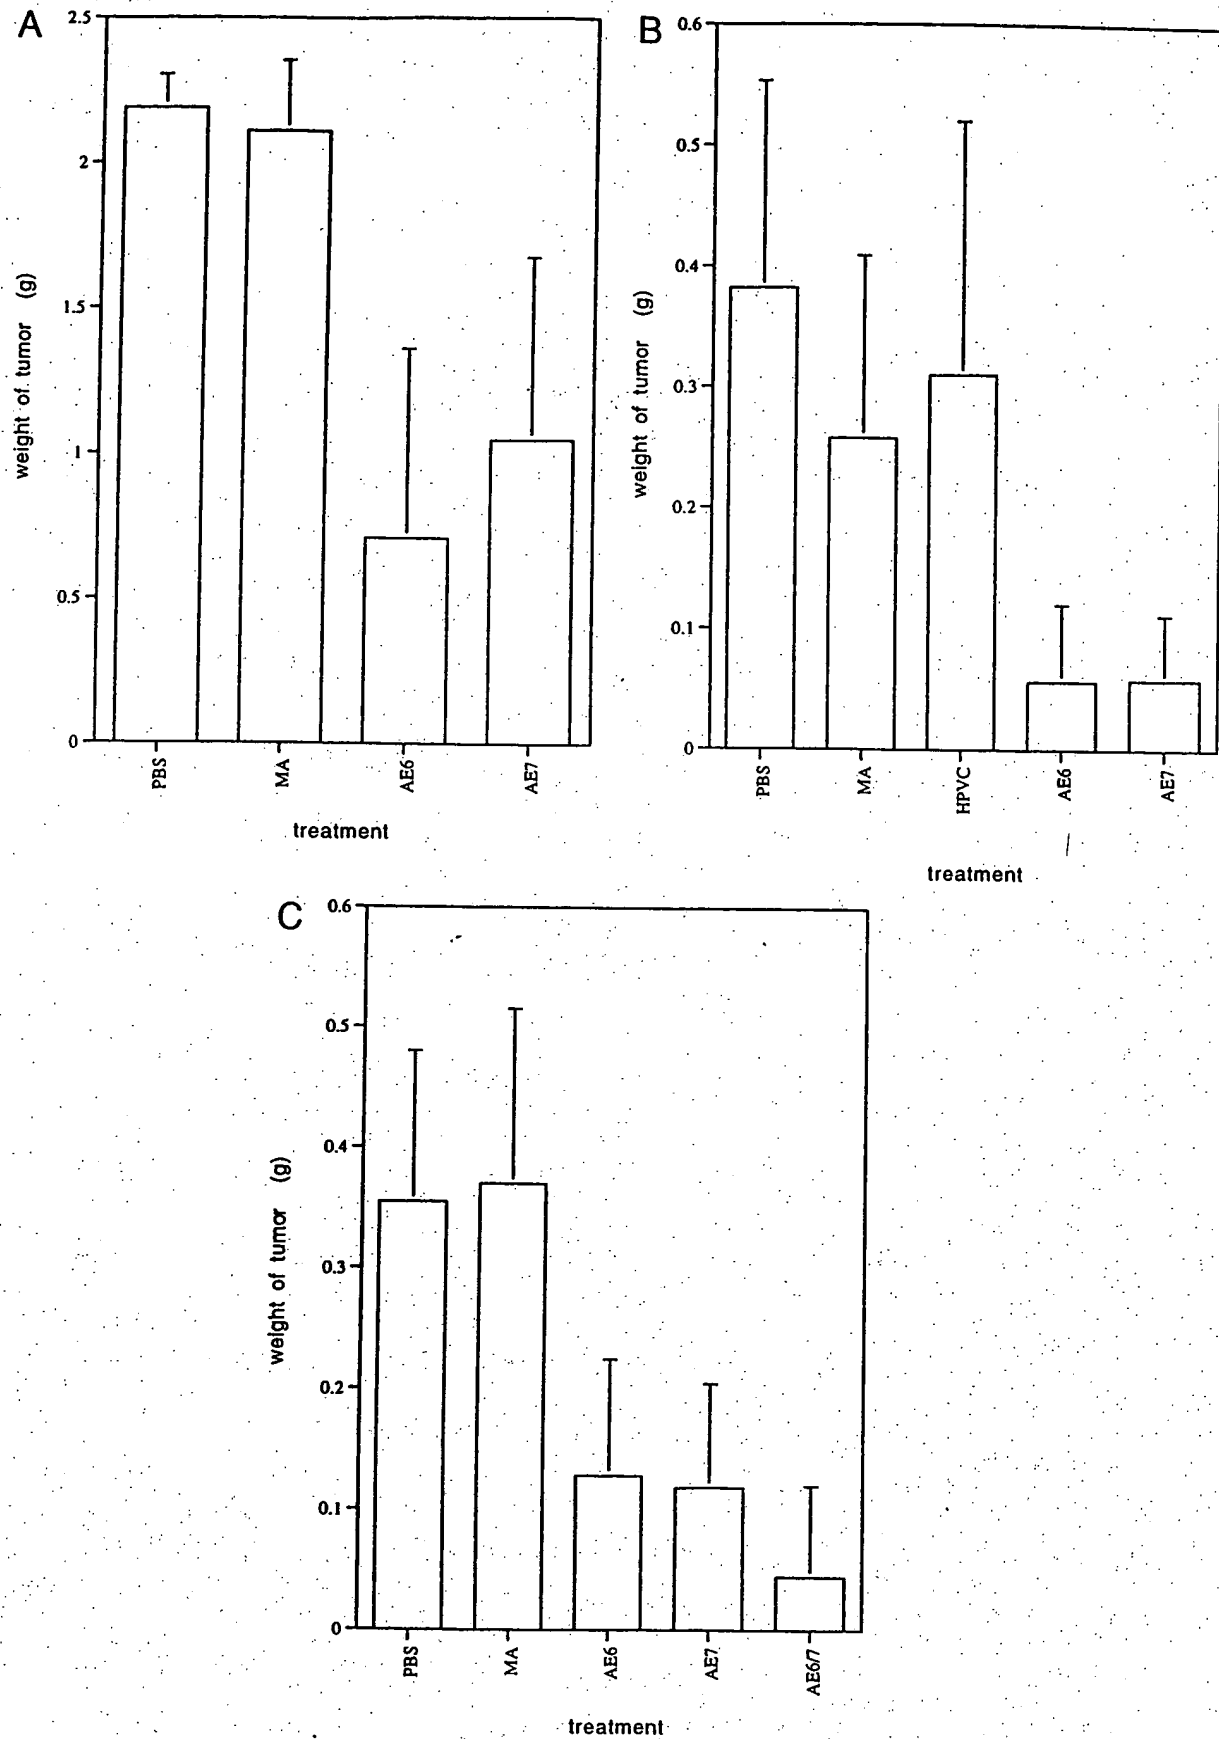 A
2.5
2
1.5
1
0.5
0
weight of tumor (g)
PBS
MA
AE6
AE7
treatment
B
0.6
0.5
0.4
0.3
0.2
0.1
0
weight of tumor (g)
PBS
MA
HPVC
AE6
AE7
treatment
C
0.6
0.5
0.4
0.3
0.2
0.1
0
weight of tumor (g)
PBS
MA
AE6
AE7
AE6/7
treatment